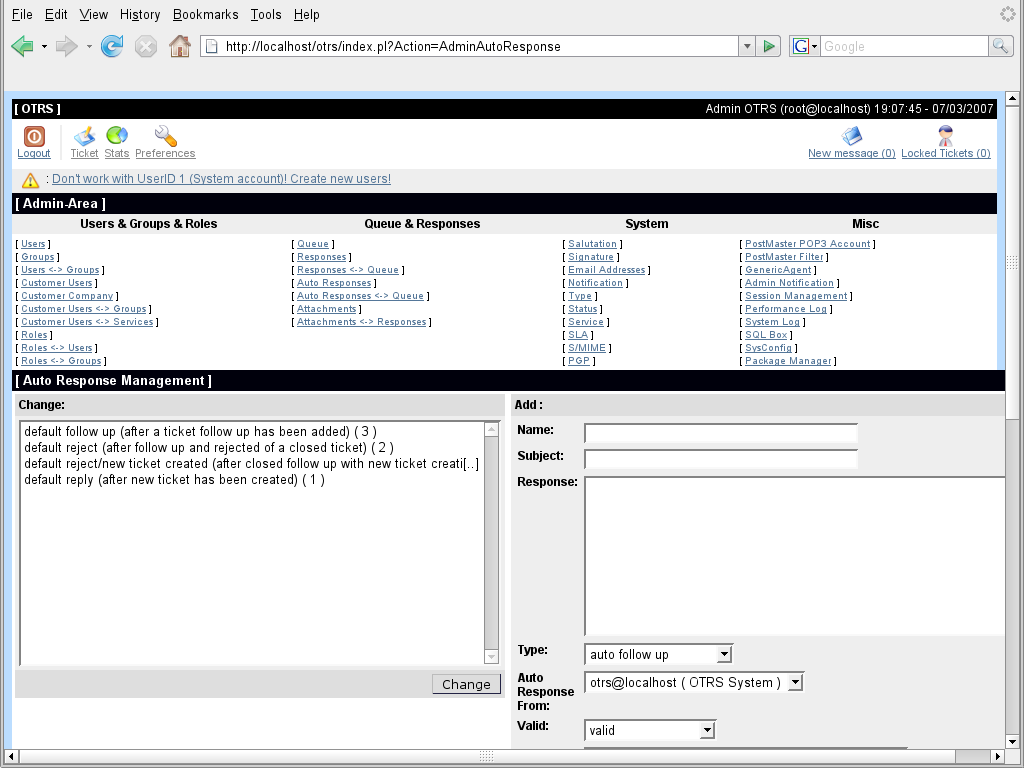 File Edit View History Bookmarks Tools Help
http://localhost/otrs/index.pl?Action=AdminAutoResponse
G Google
[ OTRS ] Admin OTRS (root@localhost) 19:07:45 - 07/03/2007
Logout Ticket Stats Preferences New message (0) Locked Tickets (0)
: Don't work with UserID 1 (System account)! Create new users!
[ Admin-Area ]
Users & Groups & Roles Queue & Responses System Misc
[ Users ] [ Queue ] [ Salutation ] [ PostMaster POP3 Account ]
[ Groups ] [ Responses ] [ Signature ] [ PostMaster Filter ]
[ Users <-> Groups ] [ Responses <-> Queue ] [ Email Addresses ] [ GenericAgent ]
[ Customer Users ] [ Auto Responses ] [ Notification ] [ Admin Notification ]
[ Customer Company ] [ Auto Responses <-> Queue ] [ Type ] [ Session Management ]
[ Customer Users <-> Groups ] [ Attachments ] [ Status ] [ Performance Log ]
[ Customer Users <-> Services ] [ Attachments <-> Responses ] [ Service ] [ System Log ]
[ Roles ] [ SLA ] [ SQL Box ]
[ Roles <-> Users ] [ S/MIME ] [ SysConfig ]
[ Roles <-> Groups ] [ PGP ] [ Package Manager ]
[ Auto Response Management ]
Change:
default follow up (after a ticket follow up has been added) ( 3 )
default reject (after follow up and rejected of a closed ticket) ( 2 )
default reject/new ticket created (after closed follow up with new ticket creati[..]
default reply (after new ticket has been created) ( 1 )
Change
Add :
Name:
Subject:
Response:
Type: auto follow up
Auto Response From: otrs@localhost ( OTRS System )
Valid: valid